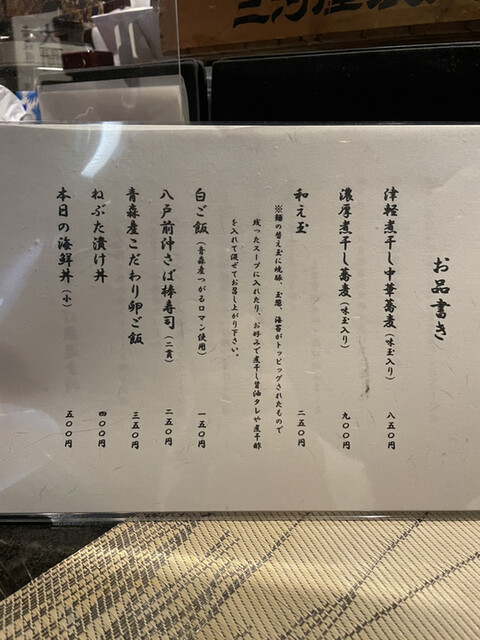 お品書き
津軽煮干し中華蕎麦(味玉入り) 八五〇円
濃厚煮干し蕎麦(味玉入り) 九〇〇円
和え玉 二五〇円
※麺の替え玉に焼豚、玉葱、海苔がトッピングされたもので
残ったスープに入れたり、お好みで煮干し醤油タレや煮干酢
を入れて混ぜてお召し上がり下さい。
白ご飯(青森産つがるロマン使用) 一五〇円
八戸前沖さば棒寿司(二貫) 二五〇円
青森産こだわり卵ご飯 三五〇円
ねぶた漬け丼 四〇〇円
本日の海鮮丼(小) 五〇〇円